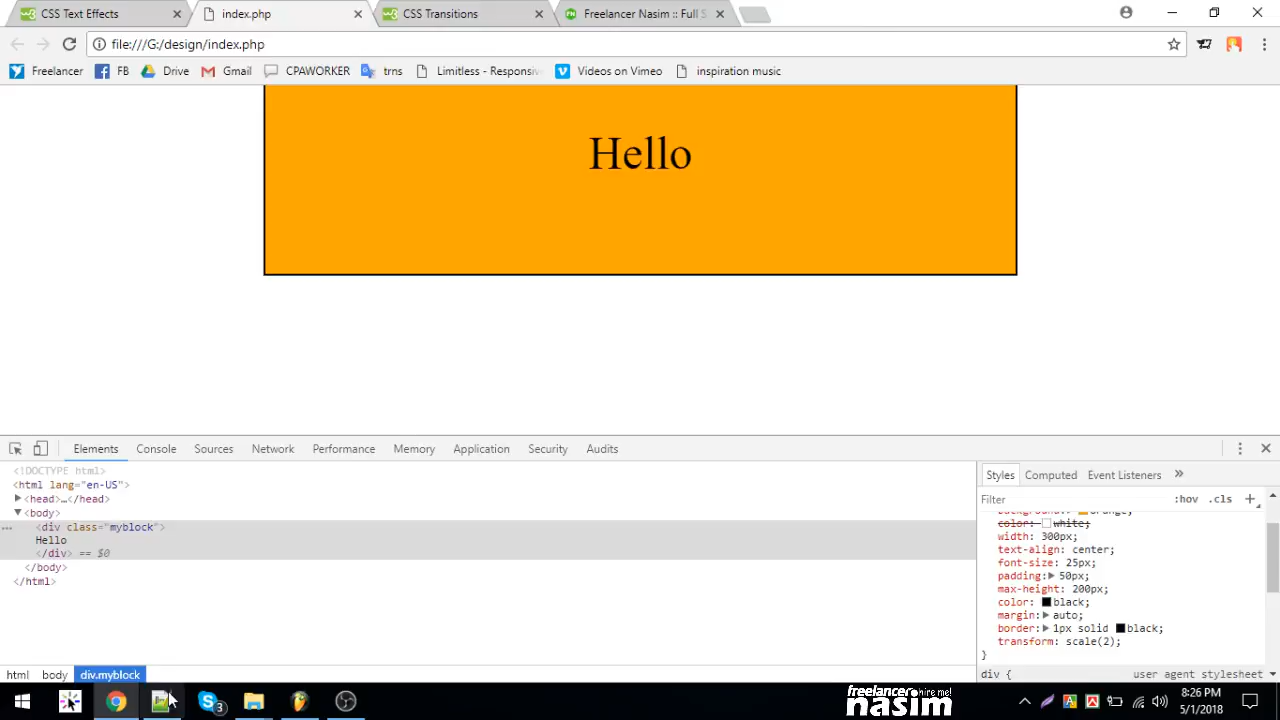 CSS Text Effects
index.php
CSS Transitions
Freelancer Nasim :: Full S
file:///G:/design/index.php
Freelancer
FB
Drive
Gmail
CPAWORKER
trns
Limitless - Responsiv
Videos on Vimeo
inspiration music
Hello
Elements Console Sources Network Performance Memory Application Security Audits
<!DOCTYPE html>
<html lang="en-US">
<head>…</head>
<body>
<div class="myblock">
Hello
</div> == $0
</body>
</html>
html body div.myblock
Styles Computed Event Listeners »
Filter :hov .cls +
background: orange;
color: white;
width: 300px;
text-align: center;
font-size: 25px;
padding: 50px;
max-height: 200px;
color: black;
margin: auto;
border: 1px solid black;
transform: scale(2);
}
div { user agent stylesheet
3
freelancer hire me!
nasim
8:26 PM
5/1/2018